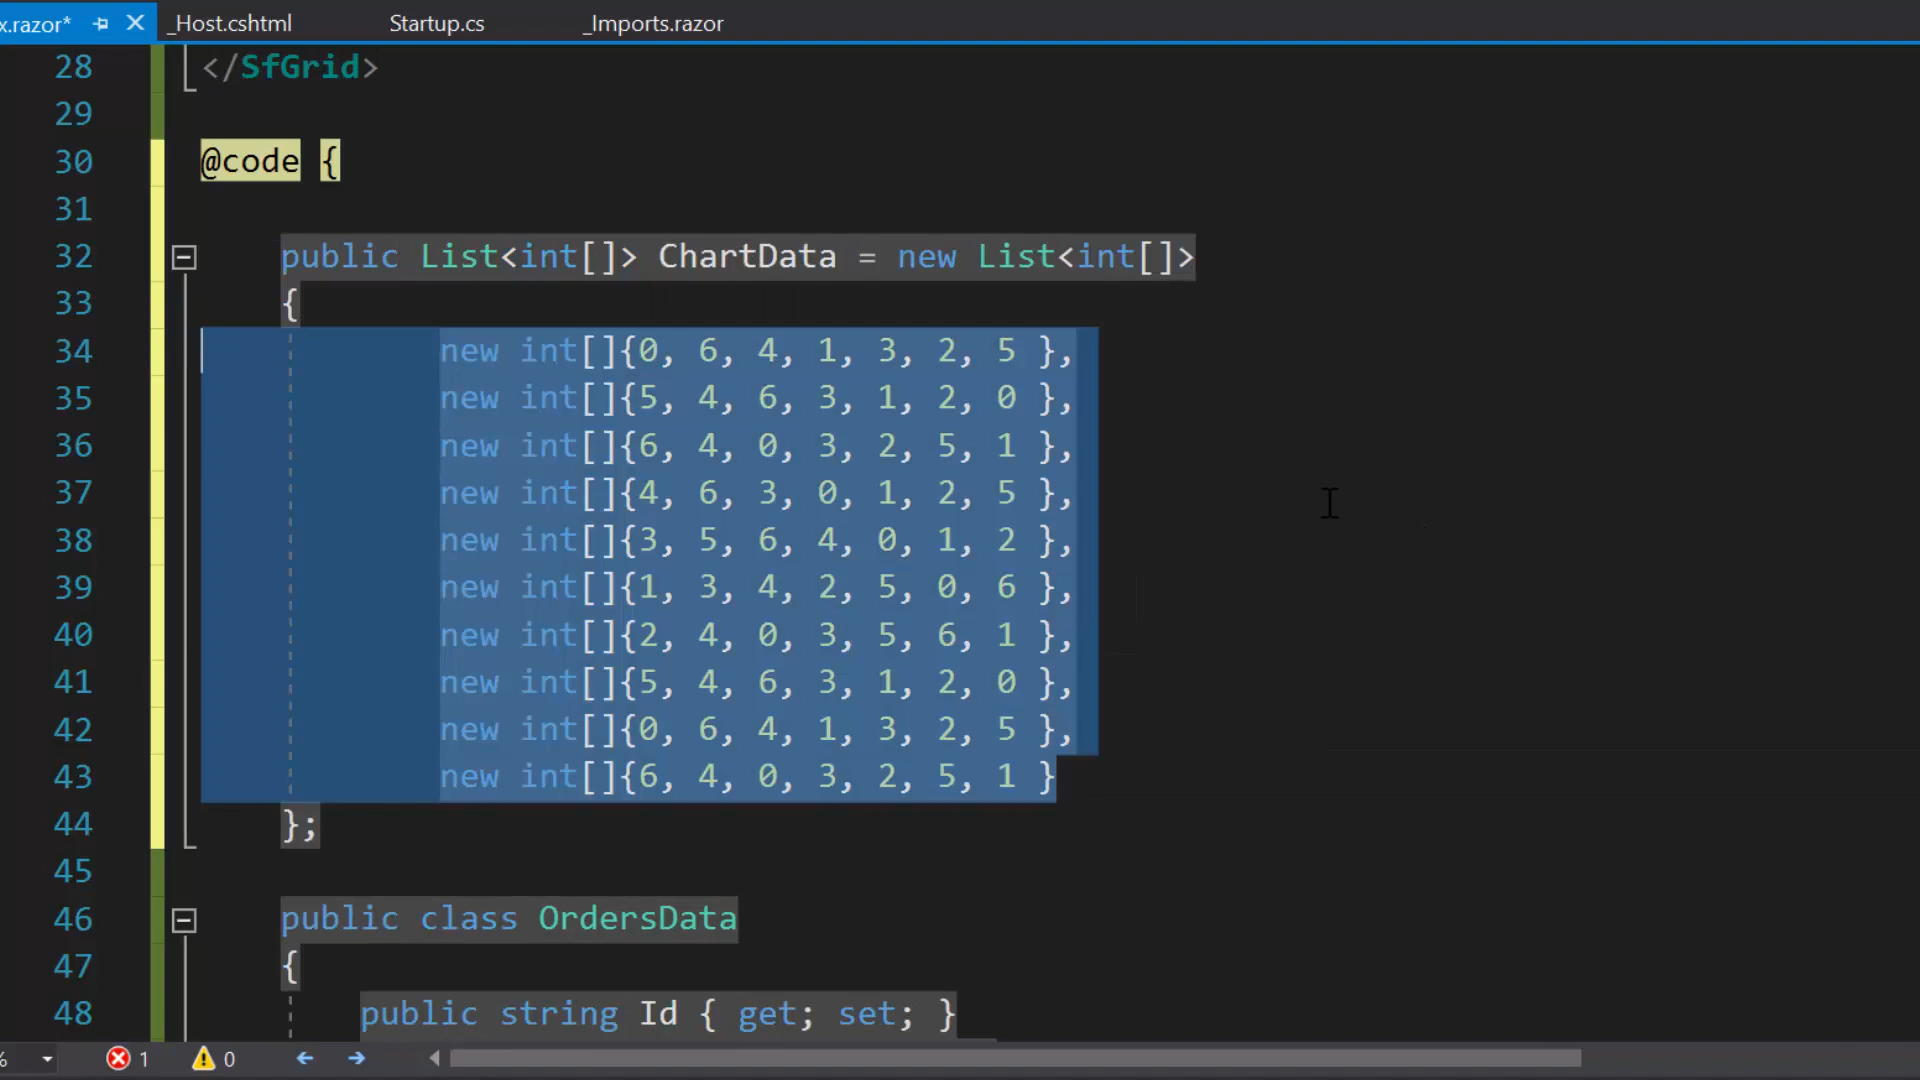 x.razor* _Host.cshtml Startup.cs _Imports.razor
28 </SfGrid>
29
30 @code {
31
32 public List<int[]> ChartData = new List<int[]>
33 {
34 new int[]{0, 6, 4, 1, 3, 2, 5 },
35 new int[]{5, 4, 6, 3, 1, 2, 0 },
36 new int[]{6, 4, 0, 3, 2, 5, 1 },
37 new int[]{4, 6, 3, 0, 1, 2, 5 },
38 new int[]{3, 5, 6, 4, 0, 1, 2 },
39 new int[]{1, 3, 4, 2, 5, 0, 6 },
40 new int[]{2, 4, 0, 3, 5, 6, 1 },
41 new int[]{5, 4, 6, 3, 1, 2, 0 },
42 new int[]{0, 6, 4, 1, 3, 2, 5 },
43 new int[]{6, 4, 0, 3, 2, 5, 1 }
44 };
45
46 public class OrdersData
47 {
48 public string Id { get; set; }
% 1 0